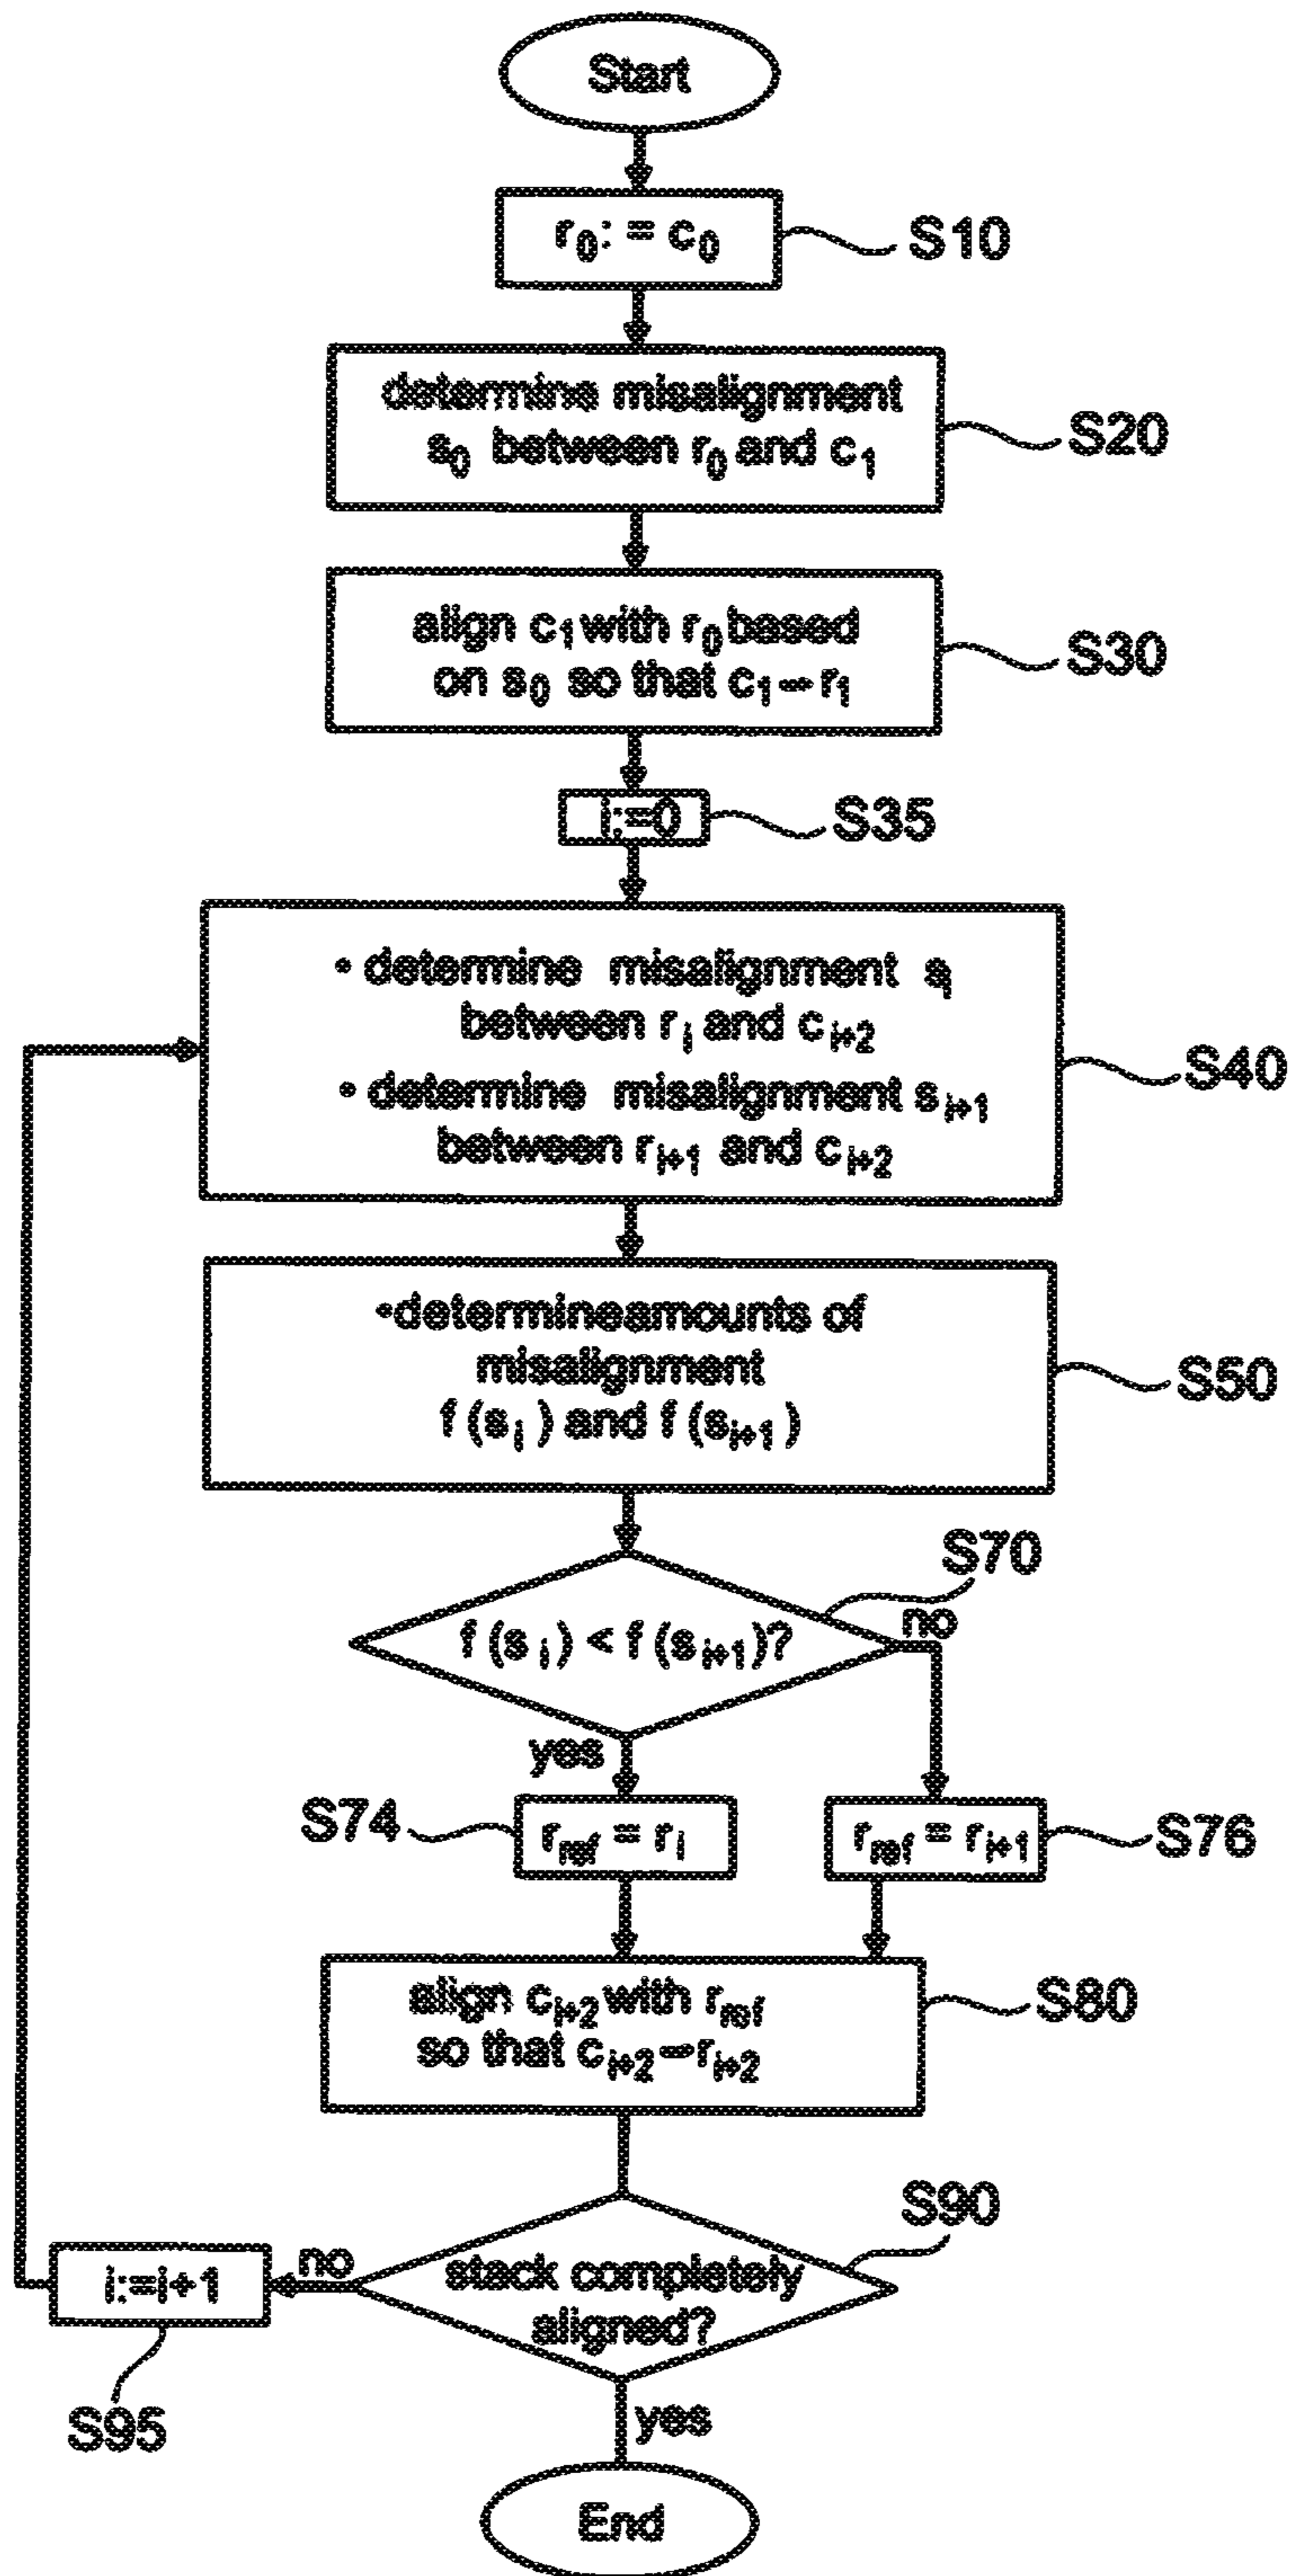 Start
r₀: = c₀
S10
determine misalignment
s₀ between r₀ and c₁
S20
align c₁ with r₀ based
on s₀ so that c₁ – r₁
S30
i:=0
S35
• determine misalignment sᵢ
between rᵢ and cᵢ₊₂
• determine misalignment sᵢ₊₁
between rᵢ₊₁ and cᵢ₊₂
S40
•determineamounts of
misalignment
f (sᵢ ) and f (sᵢ₊₁ )
S50
S70
f (s ᵢ ) < f (sᵢ₊₁)?
no
yes
S74
r_ref = rᵢ
r_ref = rᵢ₊₁
S76
align cᵢ₊₂ with r_ref
so that cᵢ₊₂ – rᵢ₊₂
S80
S90
stack completely
aligned?
no
i:=i+1
S95
yes
End